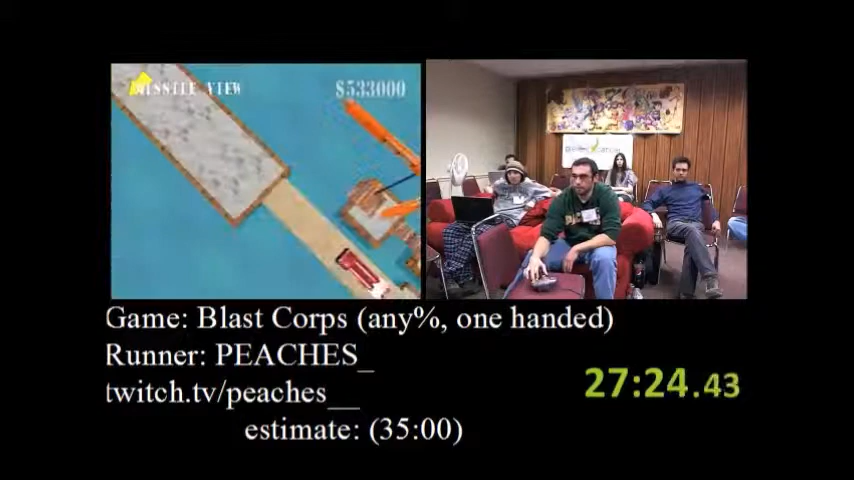 MISSILE VIEW
$533000
Game: Blast Corps (any%, one handed)
Runner: PEACHES_
twitch.tv/peaches__
27:24.43
estimate: (35:00)